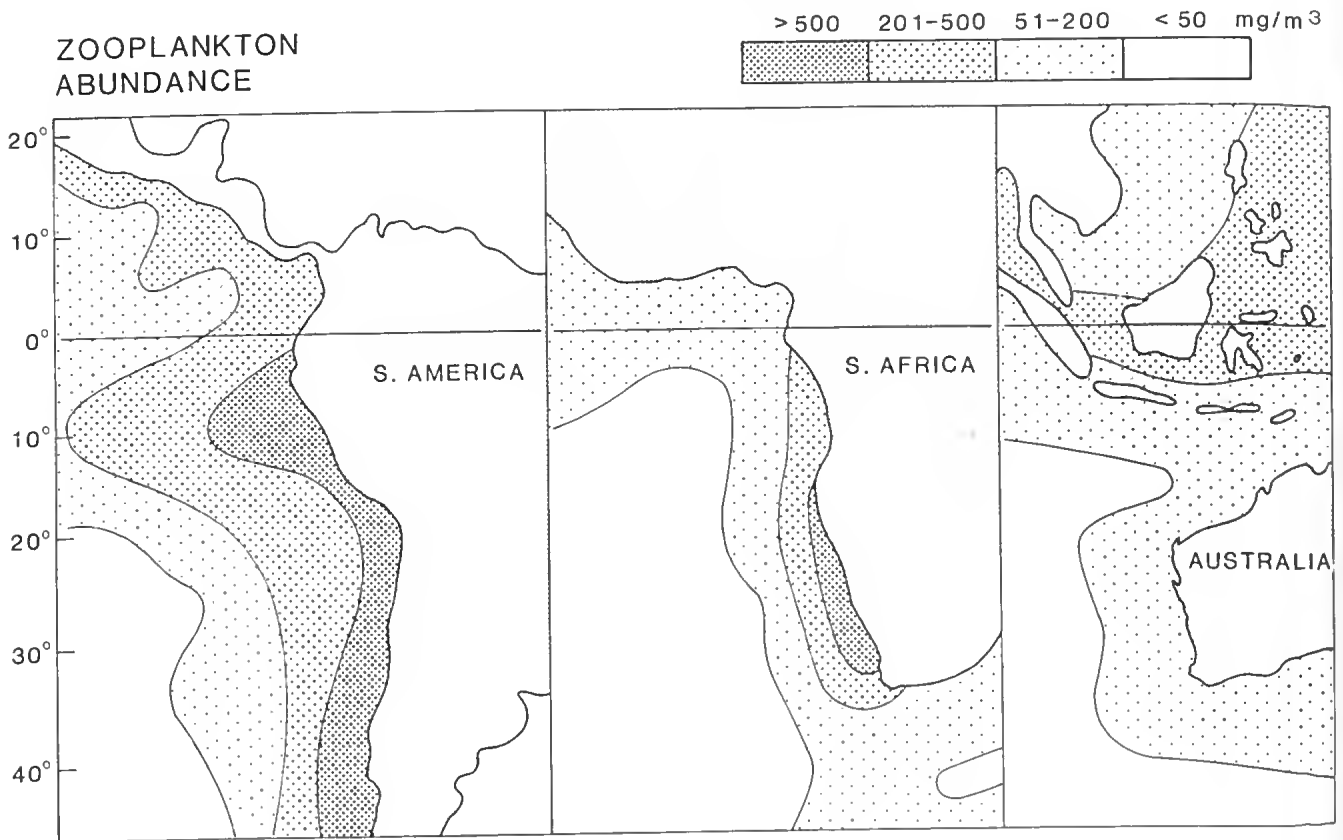 ZOOPLANKTON
ABUNDANCE
>500 201-500 51-200 <50 mg/m³
20°
10°
0°
10°
20°
30°
40°
S. AMERICA
S. AFRICA
AUSTRALIA